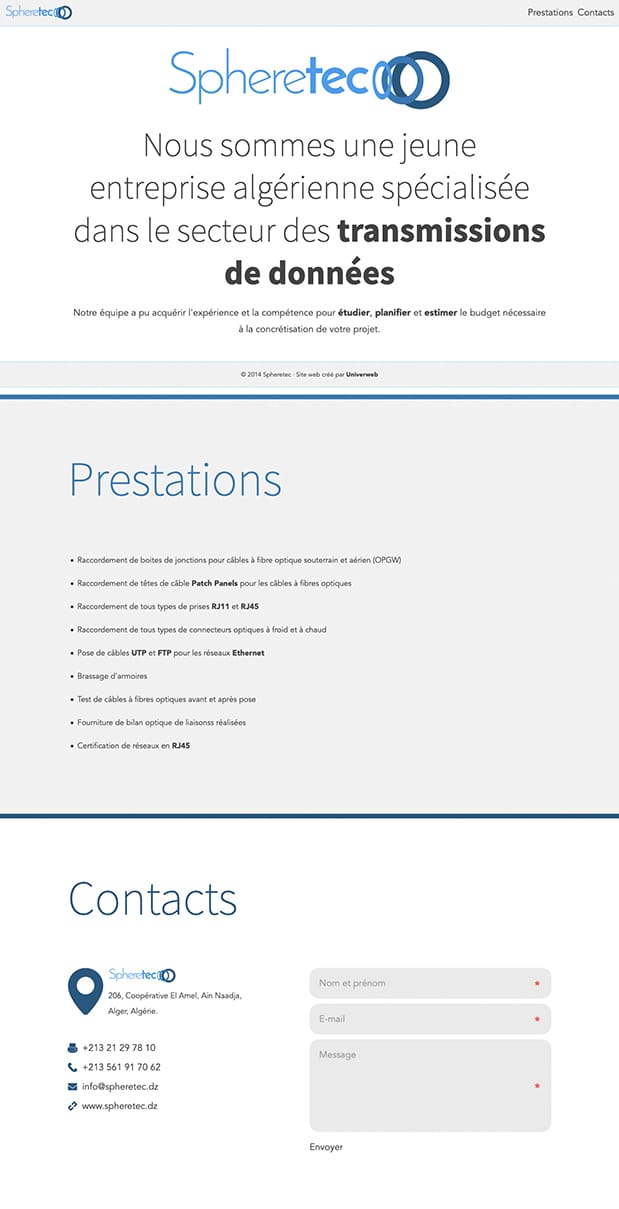 Spheretec
Prestations Contacts
Spheretec
Nous sommes une jeune
entreprise algérienne spécialisée
dans le secteur des transmissions
de données
Notre équipe a pu acquérir l'expérience et la compétence pour étudier, planifier et estimer le budget nécessaire
à la concrétisation de votre projet.
© 2014 Spheretec · Site web créé par Univerweb
Prestations
• Raccordement de boites de jonctions pour câbles à fibre optique souterrain et aérien (OPGW)
• Raccordement de têtes de câble Patch Panels pour les câbles à fibres optiques
• Raccordement de tous types de prises RJ11 et RJ45
• Raccordement de tous types de connecteurs optiques à froid et à chaud
• Pose de câbles UTP et FTP pour les réseaux Ethernet
• Brassage d'armoires
• Test de câbles à fibres optiques avant et après pose
• Fourniture de bilan optique de liaisonss réalisées
• Certification de réseaux en RJ45
Contacts
Spheretec
206, Coopérative El Amel, Ain Naadja,
Alger, Algérie.
+213 21 29 78 10
+213 561 91 70 62
info@spheretec.dz
www.spheretec.dz
Nom et prénom *
E-mail *
Message *
Envoyer